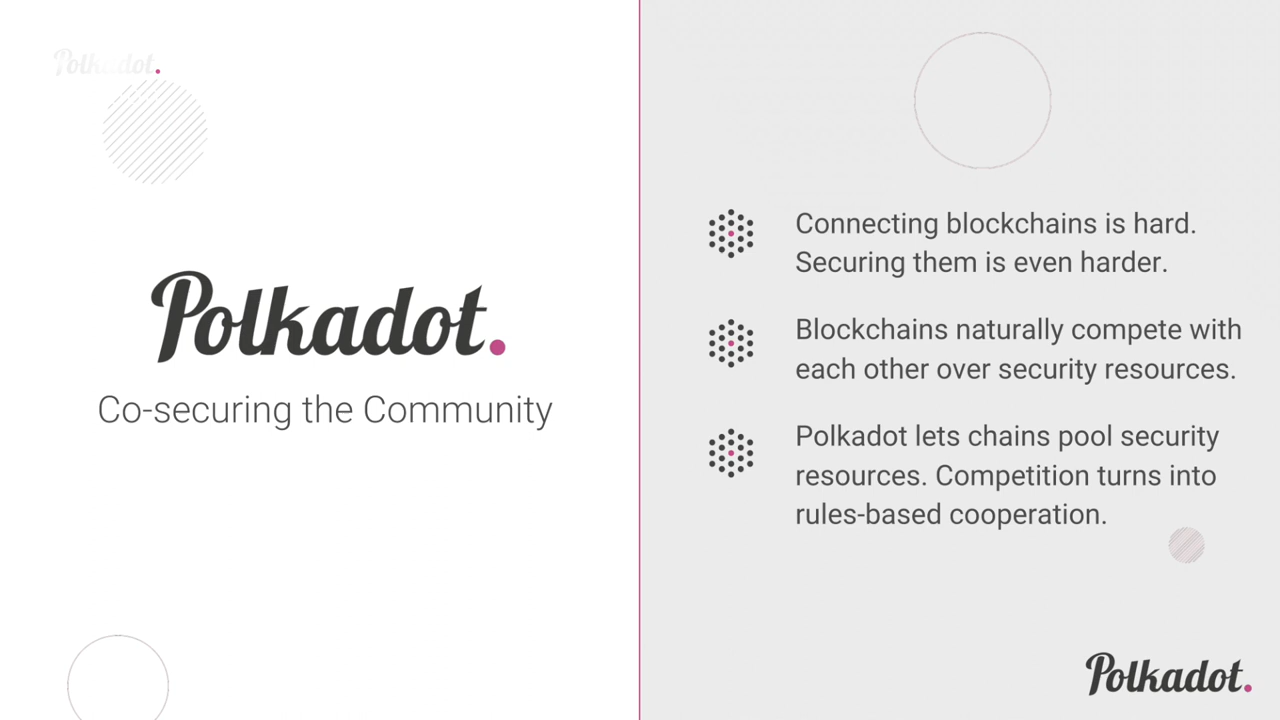 Polkadot.
Polkadot.
Co-securing the Community
Connecting blockchains is hard.
Securing them is even harder.
Blockchains naturally compete with
each other over security resources.
Polkadot lets chains pool security
resources. Competition turns into
rules-based cooperation.
Polkadot.